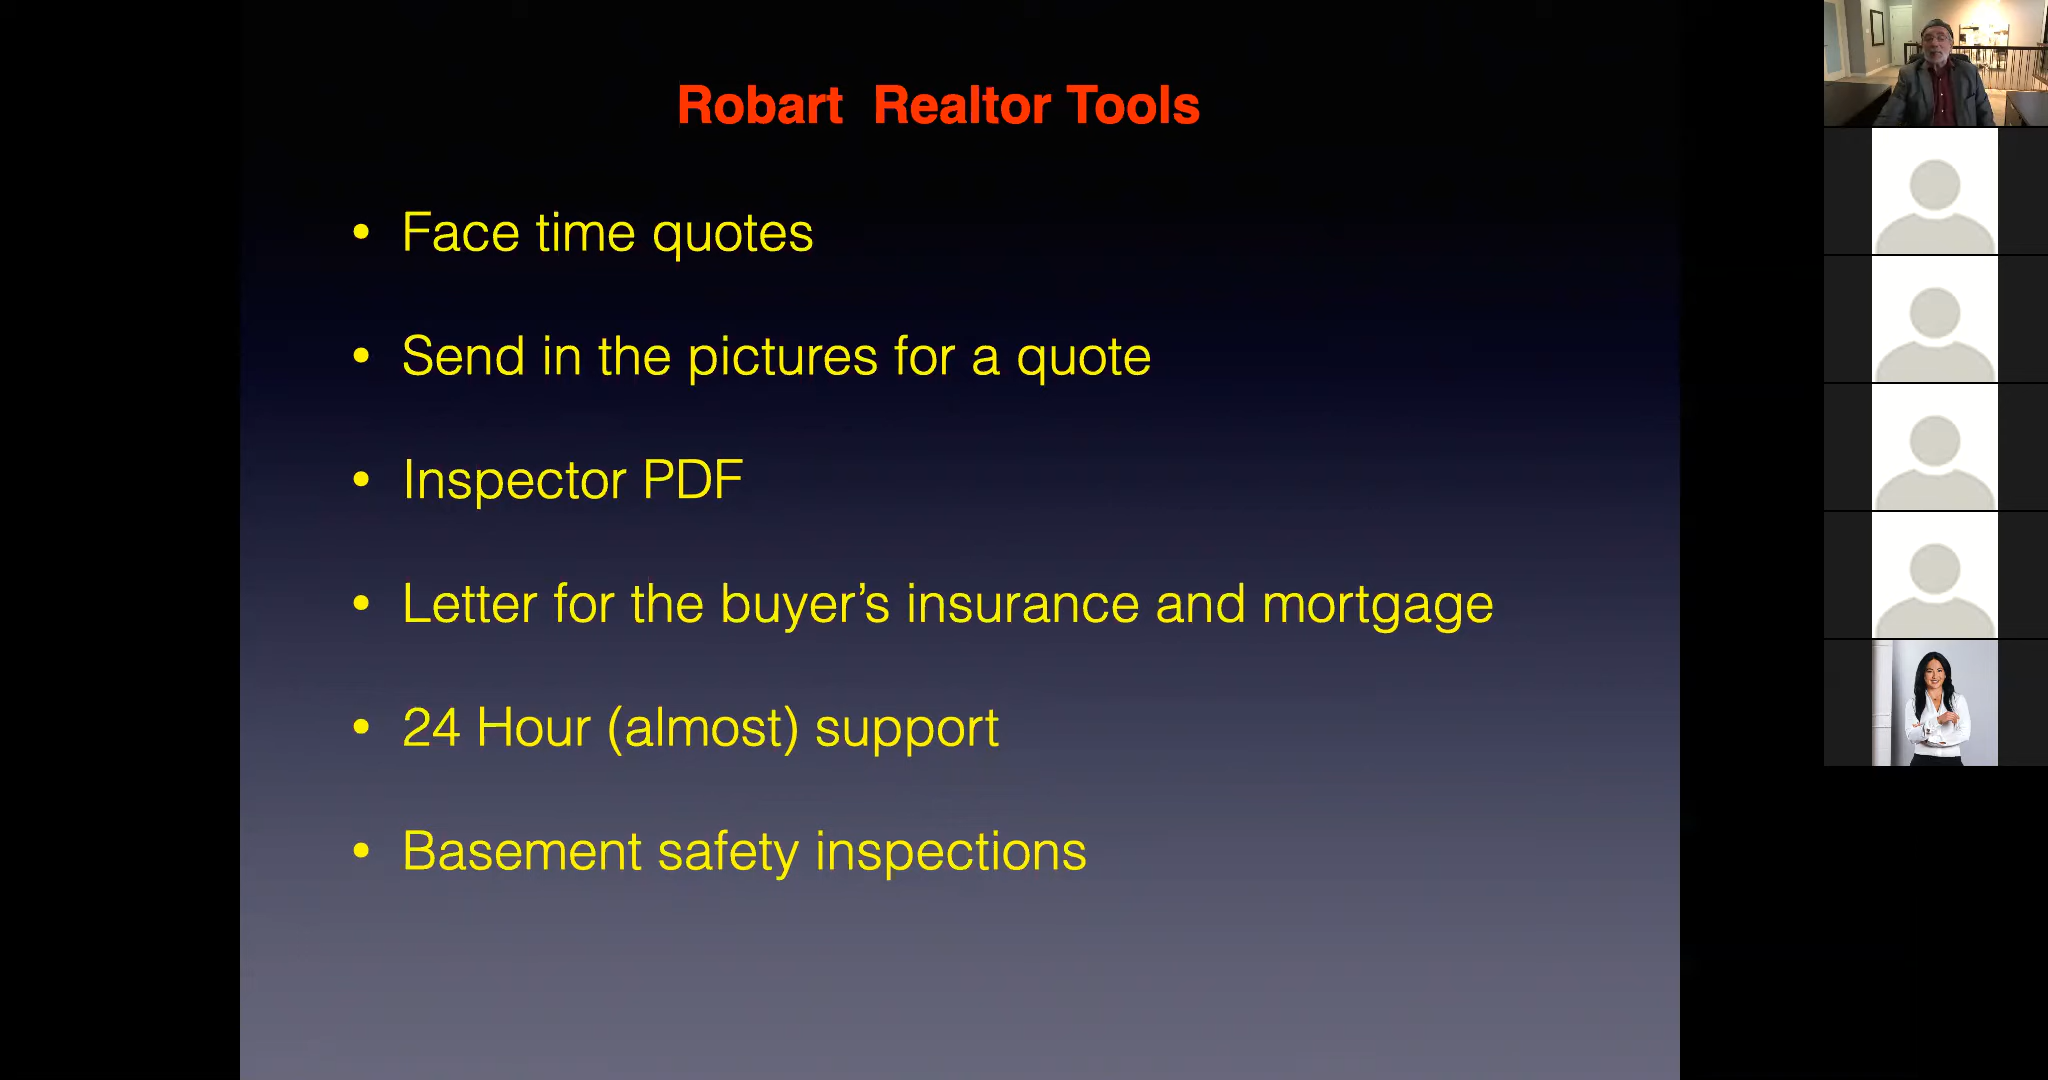 Robart  Realtor Tools
• Face time quotes
• Send in the pictures for a quote
• Inspector PDF
• Letter for the buyer’s insurance and mortgage
• 24 Hour (almost) support
• Basement safety inspections